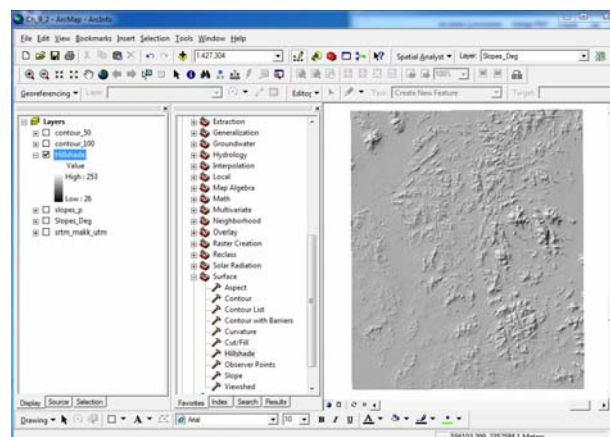 Ch_9_2 - ArcMap - ArcInfo
File Edit View Bookmarks Insert Selection Tools Window Help
1:427,304
Spatial Analyst Layer: Slopes_Deg
100%
Georeferencing Layer:
Editor Task: Create New Feature Target:
Layers
contour_50
contour_100
Hillshade
Value
High : 253
Low : 26
slopes_p
Slopes_Deg
srtm_makk_utm
Display Source Selection
Extraction
Generalization
Groundwater
Hydrology
Interpolation
Local
Map Algebra
Math
Multivariate
Neighborhood
Overlay
Raster Creation
Reclass
Solar Radiation
Surface
Aspect
Contour
Contour List
Contour with Barriers
Curvature
Cut/Fill
Hillshade
Observer Points
Slope
Viewshed
Favorites Index Search Results
Drawing A Arial 10 B I U A
Meters